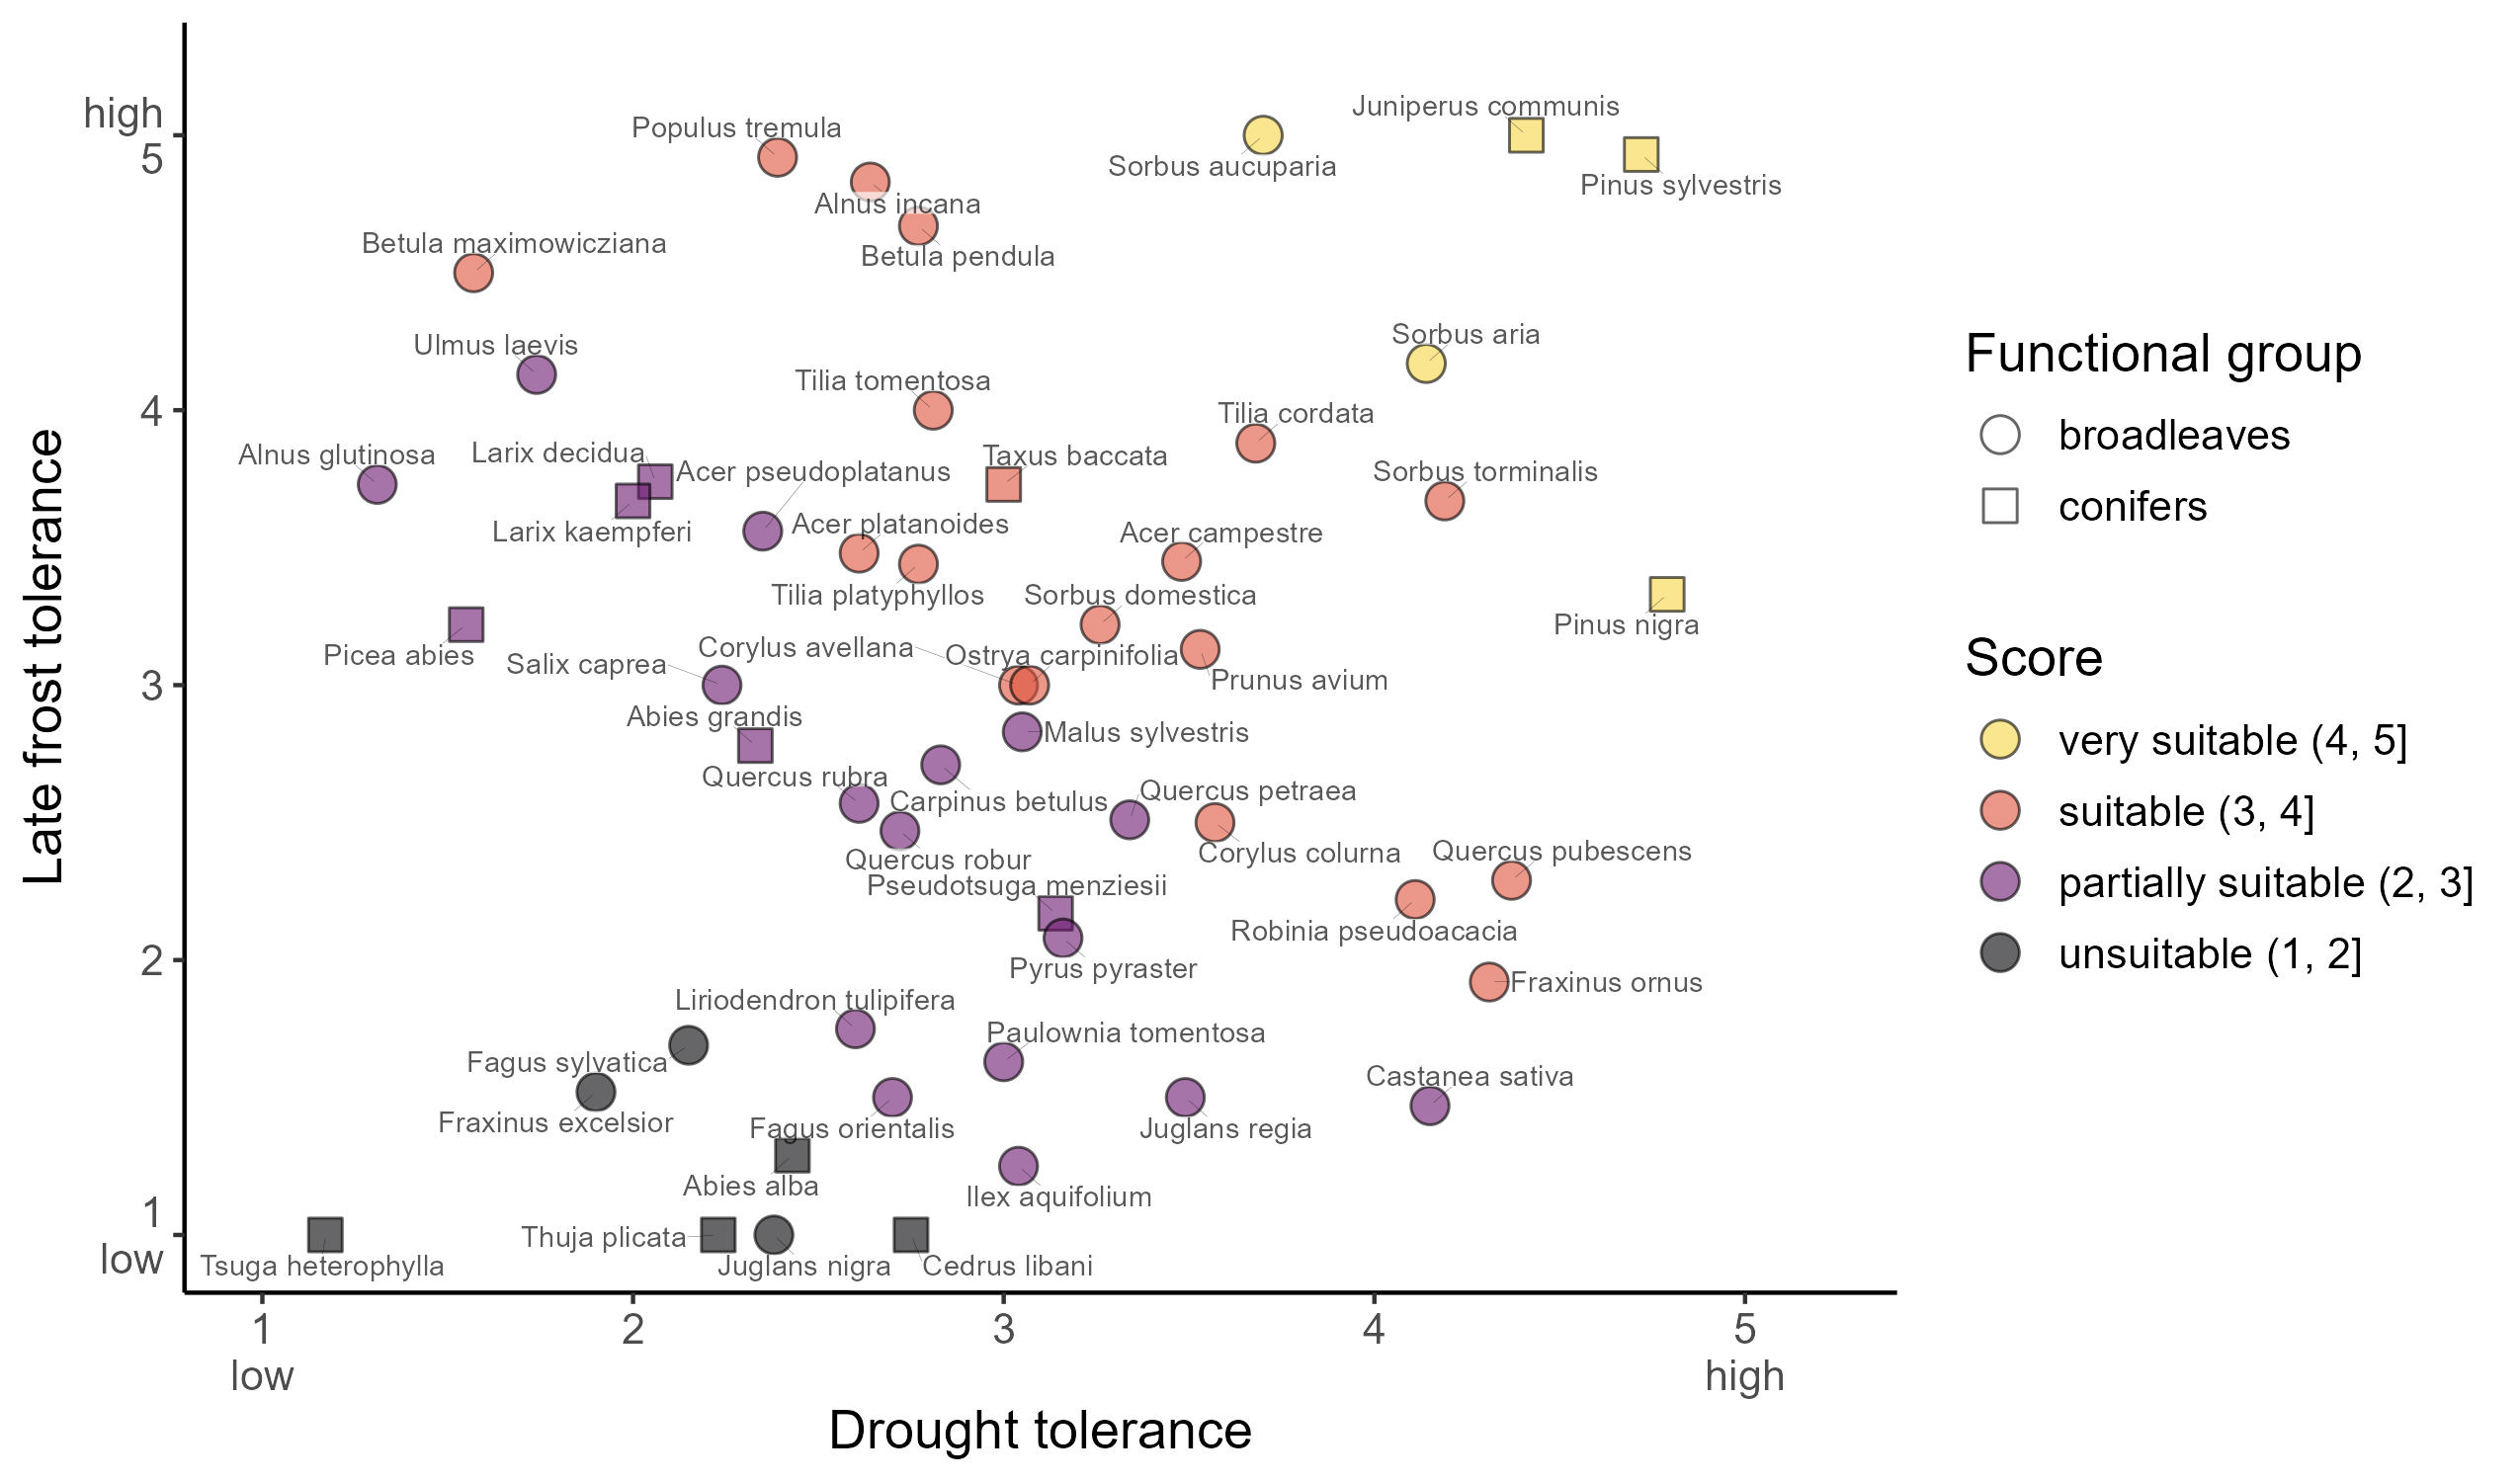 high
5
4
3
2
1
low
Late frost tolerance
Juniperus communis
Populus tremula
Sorbus aucuparia
Pinus sylvestris
Alnus incana
Betula maximowicziana
Betula pendula
Sorbus aria
Ulmus laevis
Tilia tomentosa
Tilia cordata
Alnus glutinosa
Larix decidua
Taxus baccata
Acer pseudoplatanus
Sorbus torminalis
Acer platanoides
Larix kaempferi
Acer campestre
Tilia platyphyllos
Sorbus domestica
Pinus nigra
Corylus avellana
Picea abies
Ostrya carpinifolia
Salix caprea
Prunus avium
Abies grandis
Malus sylvestris
Quercus rubra
Quercus petraea
Carpinus betulus
Quercus pubescens
Corylus colurna
Quercus robur
Pseudotsuga menziesii
Robinia pseudoacacia
Pyrus pyraster
Fraxinus ornus
Liriodendron tulipifera
Paulownia tomentosa
Fagus sylvatica
Castanea sativa
Fraxinus excelsior
Fagus orientalis
Juglans regia
Abies alba
Ilex aquifolium
Thuja plicata
Tsuga heterophylla
Juglans nigra
Cedrus libani
1
2
3
4
5
low
high
Drought tolerance
Functional group
broadleaves
conifers
Score
very suitable (4, 5]
suitable (3, 4]
partially suitable (2, 3]
unsuitable (1, 2]